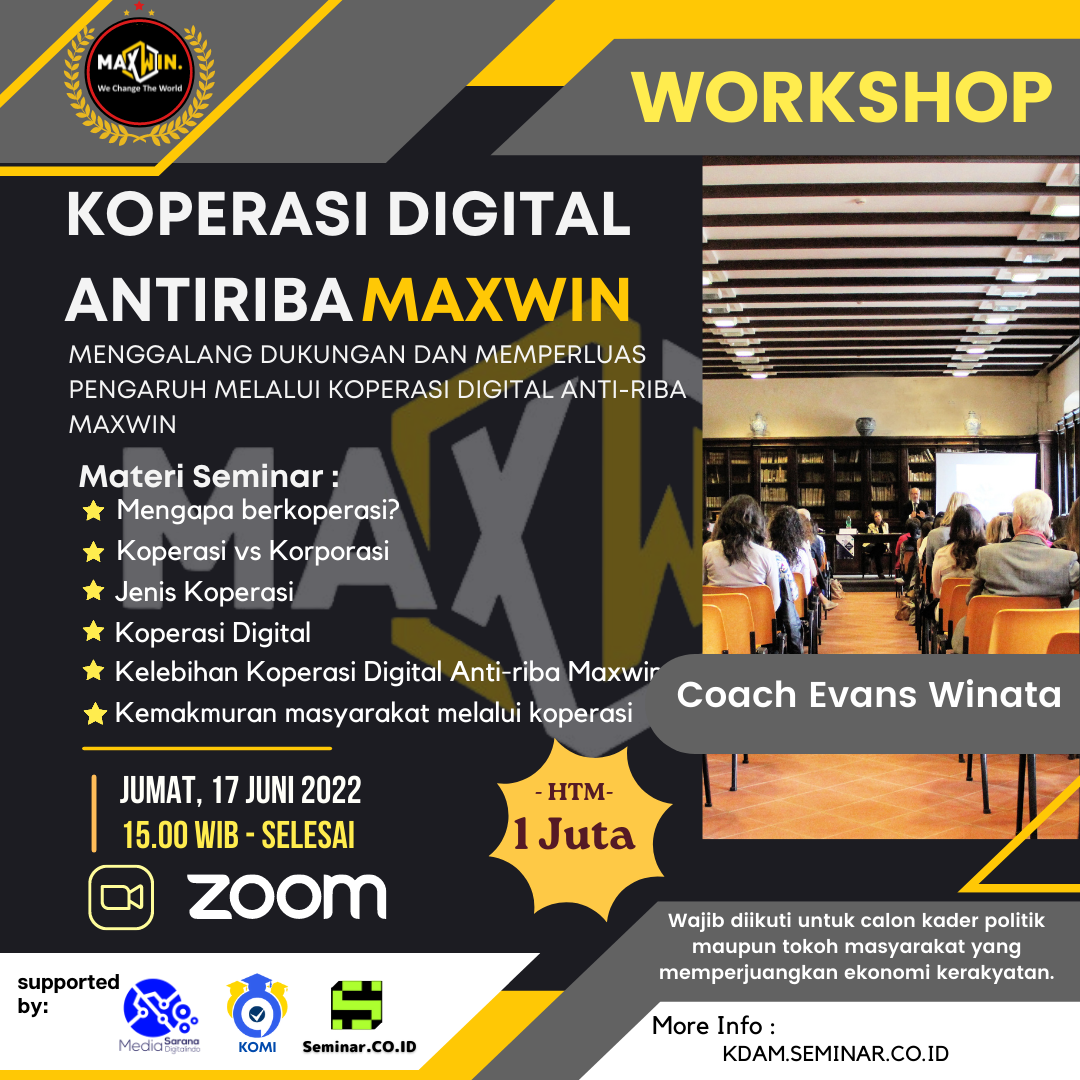 MAXWIN.
We Change The World
WORKSHOP
KOPERASI DIGITAL
ANTIRIBA MAXWIN
MENGGALANG DUKUNGAN DAN MEMPERLUAS
PENGARUH MELALUI KOPERASI DIGITAL ANTI-RIBA
MAXWIN
MAXW
Materi Seminar :
Mengapa berkoperasi?
Koperasi vs Korporasi
Jenis Koperasi
Koperasi Digital
Kelebihan Koperasi Digital Anti-riba Maxwin
Kemakmuran masyarakat melalui koperasi
Coach Evans Winata
JUMAT, 17 JUNI 2022
15.00 WIB - SELESAI
zoom
- HTM-
1 Juta
Wajib diikuti untuk calon kader politik
maupun tokoh masyarakat yang
memperjuangkan ekonomi kerakyatan.
supported
by:
Media Sarana
Digitalindo
KOMI
Seminar.CO.ID
More Info :
KDAM.SEMINAR.CO.ID